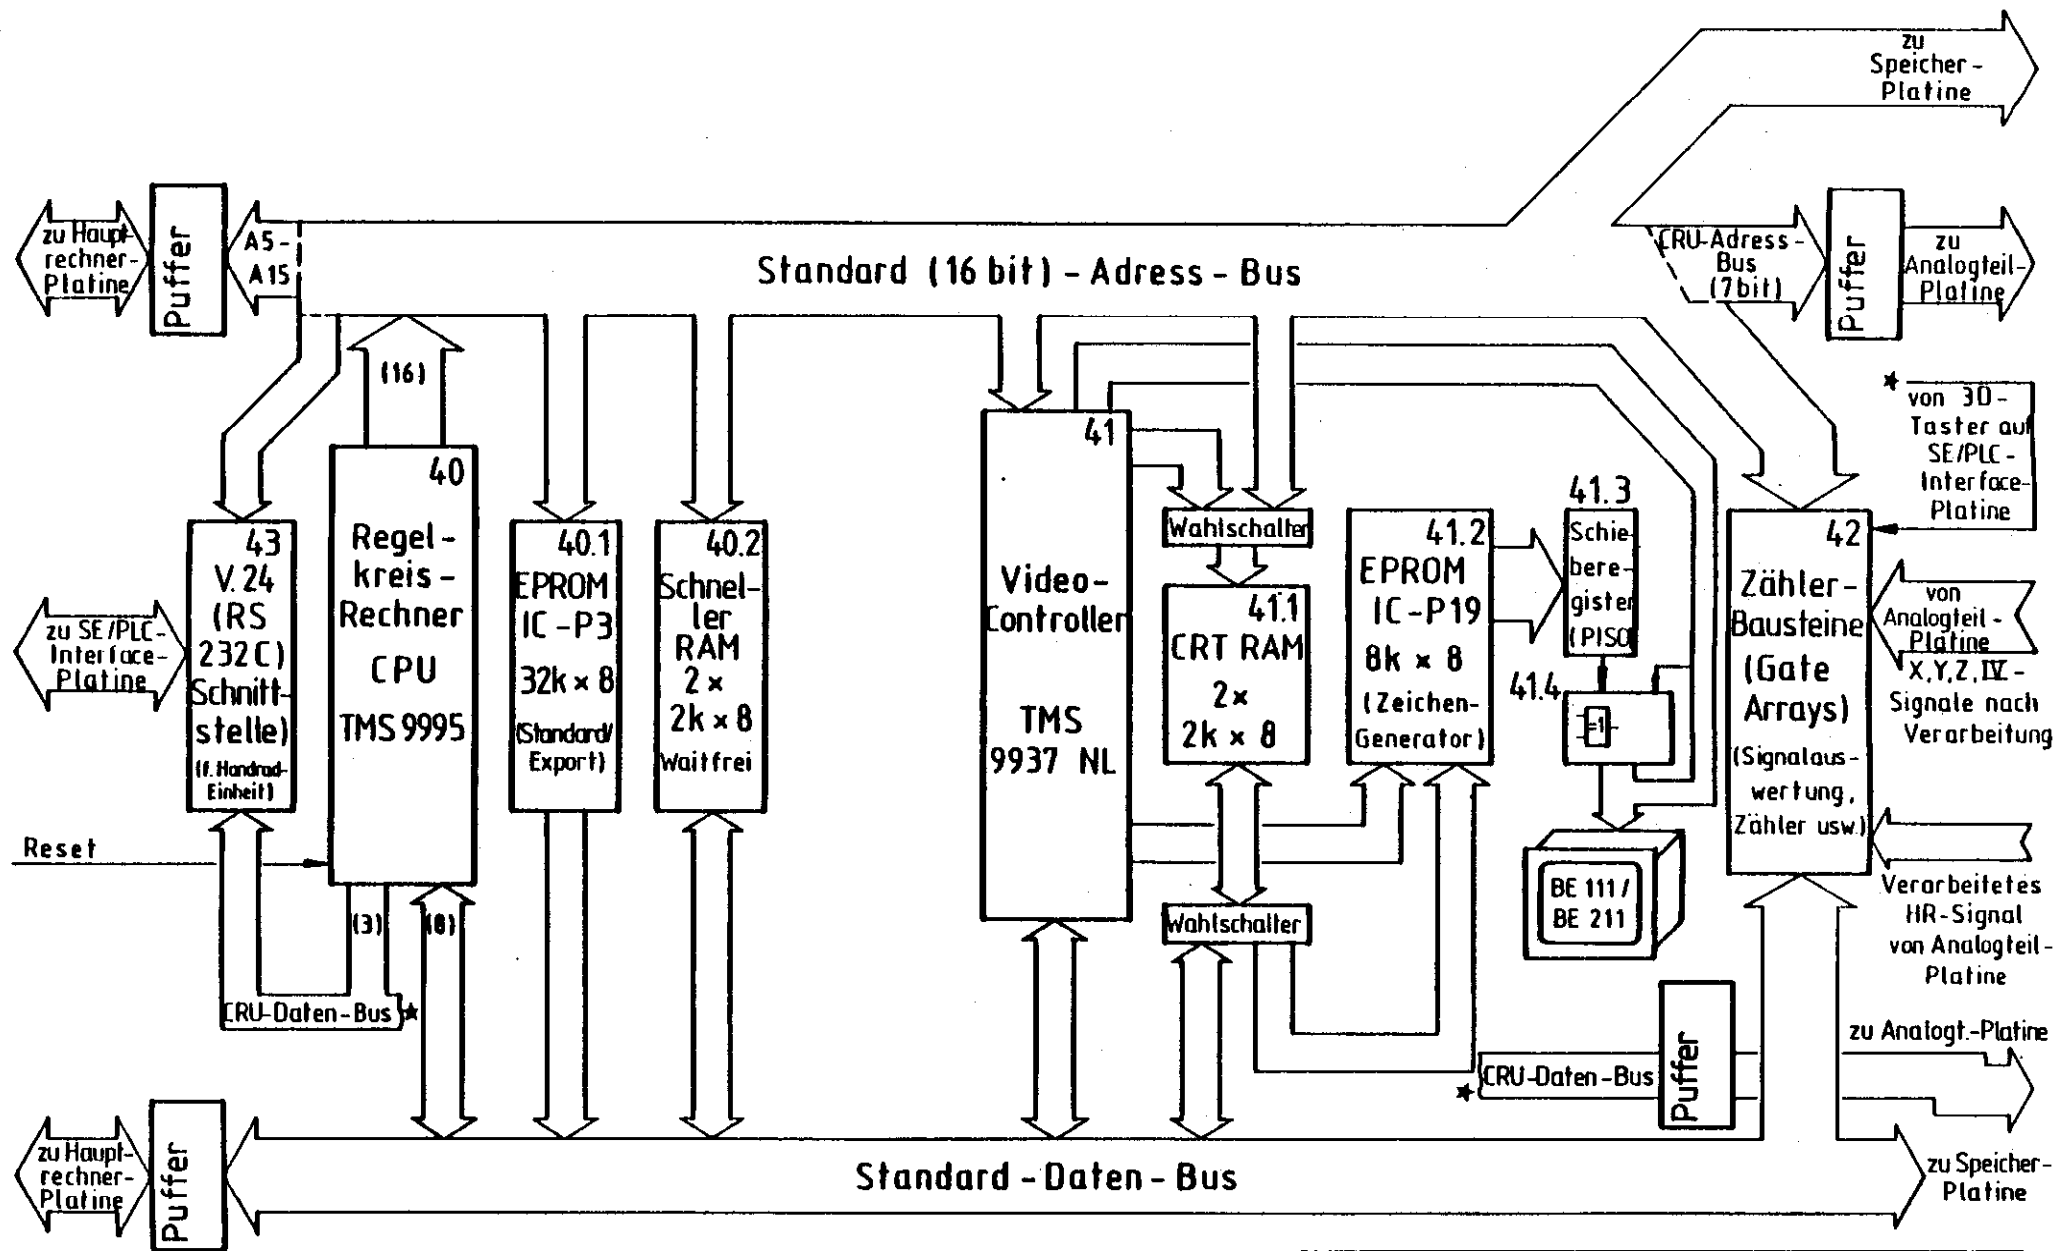 zu
Speicher-
Platine
zu Haupt-
rechner-
Platine
Puffer
A5-
A15
Standard (16 bit) - Adress - Bus
CRU-Adress-
Bus
(7bit)
Puffer
zu
Analogteil-
Platine
(16)
★ von 3D-
Taster auf
SE/PLC-
Interface-
Platine
zu SE/PLC-
Interface-
Platine
43
V.24
(RS
232C)
Schnitt-
stelle)
(f. Handrad-
Einheit)
40
Regel-
kreis-
Rechner
CPU
TMS 9995
40.1
EPROM
IC-P3
32k x 8
(Standard/
Export)
40.2
Schnel-
ler
RAM
2 x
2k x 8
Waitfrei
41
Video-
Controller
TMS
9937 NL
Wahlschalter
41.1
CRT RAM
2x
2k x 8
Wahlschalter
41.2
EPROM
IC-P19
8k x 8
(Zeichen-
Generator)
41.3
Schie-
bere-
gister
(PISO)
41.4
=1
BE 111 /
BE 211
42
Zähler-
Bausteine
(Gate
Arrays)
(Signalaus-
wertung,
Zähler usw.)
von
Analogteil-
Platine
X,Y,Z,IV-
Signale nach
Verarbeitung
Verarbeitetes
HR-Signal
von Analogteil-
Platine
Reset
(3)
(8)
CRU-Daten-Bus ★
★ CRU-Daten-Bus
Puffer
zu Analogt.-Platine
zu Haupt-
rechner-
Platine
Puffer
Standard-Daten-Bus
zu Speicher-
Platine